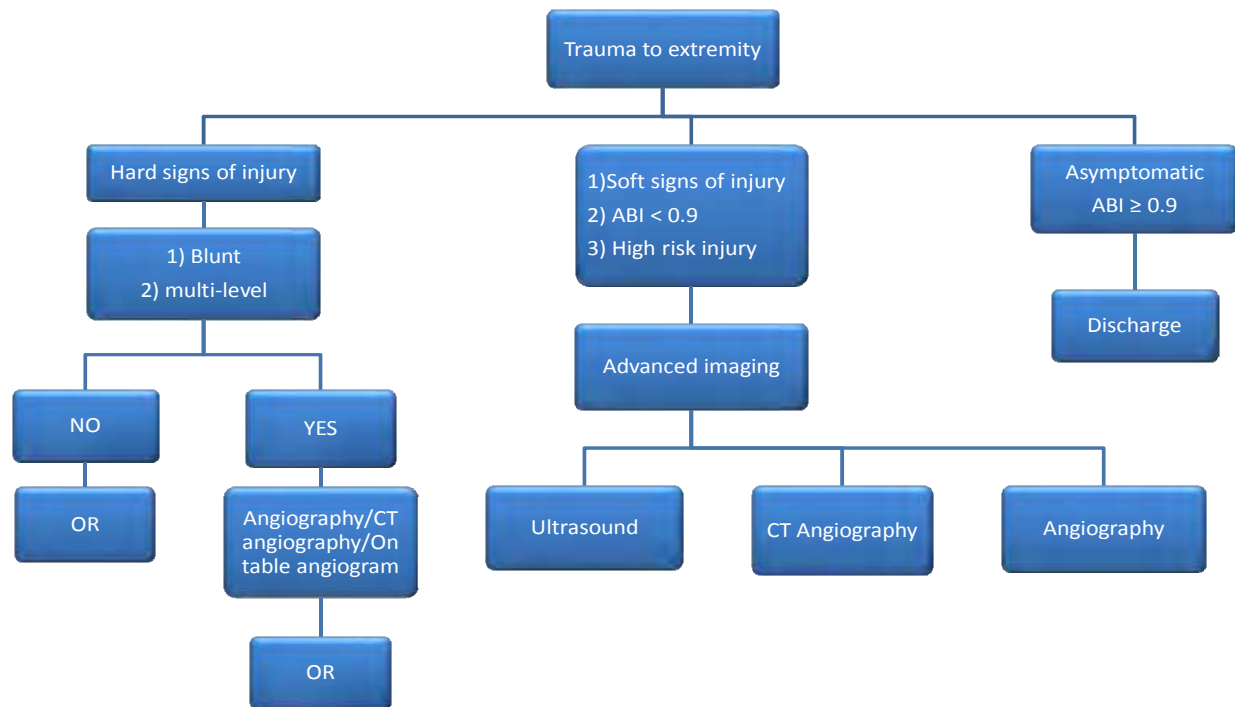 Trauma to extremity
Hard signs of injury
1)Soft signs of injury
2) ABI < 0.9
3) High risk injury
Asymptomatic
ABI ≥ 0.9
1) Blunt
2) multi-level
Discharge
Advanced imaging
NO
YES
OR
Angiography/CT
angiography/On
table angiogram
Ultrasound
CT Angiography
Angiography
OR